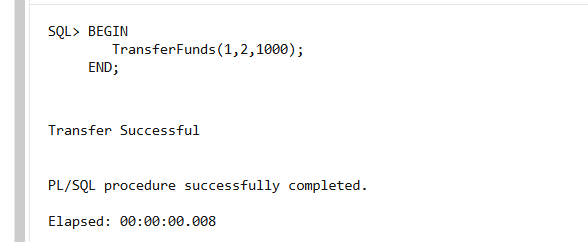 SQL> BEGIN
TransferFunds(1,2,1000);
END;
Transfer Successful
PL/SQL procedure successfully completed.
Elapsed: 00:00:00.008